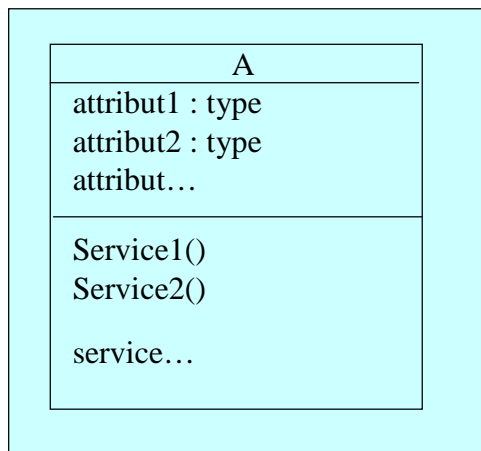 A
attribut1 : type
attribut2 : type
attribut…
Service1()
Service2()
service…